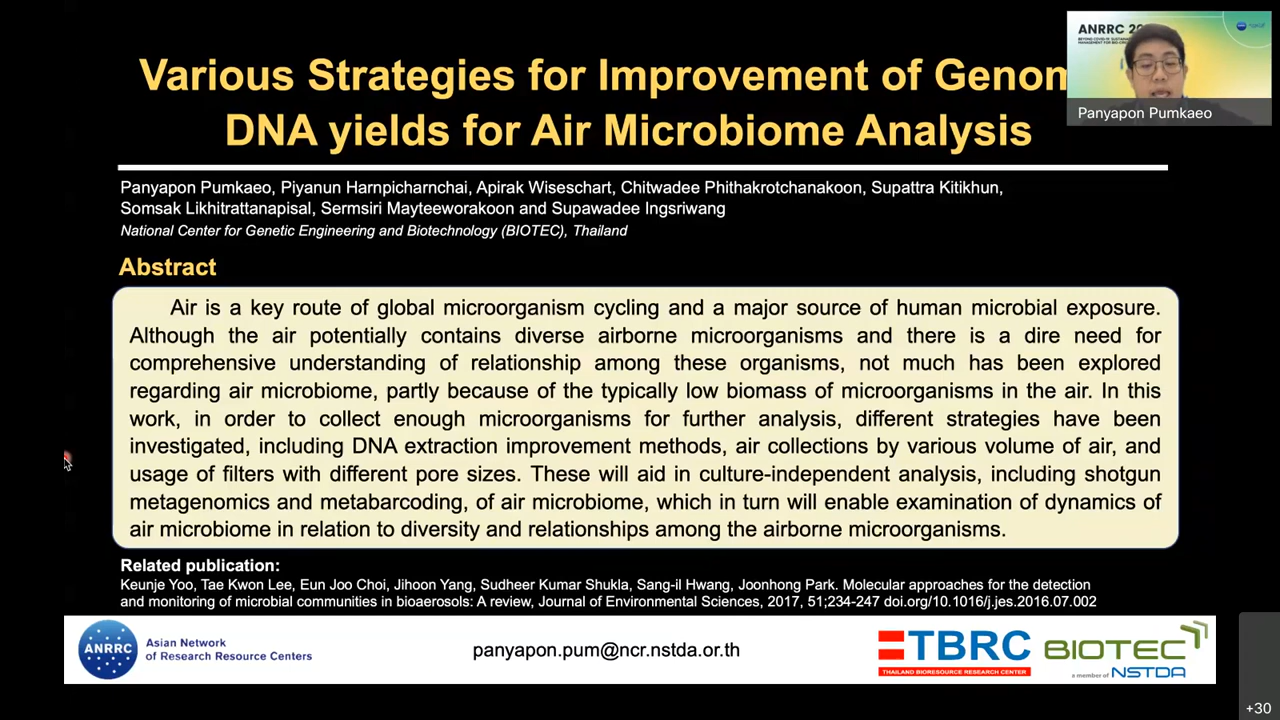 Various Strategies for Improvement of Genom
DNA yields for Air Microbiome Analysis
ANRRC 20
Panyapon Pumkaeo
Panyapon Pumkaeo, Piyanun Harnpicharnchai, Apirak Wiseschart, Chitwadee Phithakrotchanakoon, Supattra Kitikhun,
Somsak Likhitrattanapisal, Sermsiri Mayteeworakoon and Supawadee Ingsriwang
National Center for Genetic Engineering and Biotechnology (BIOTEC), Thailand
Abstract
Air is a key route of global microorganism cycling and a major source of human microbial exposure.
Although the air potentially contains diverse airborne microorganisms and there is a dire need for
comprehensive understanding of relationship among these organisms, not much has been explored
regarding air microbiome, partly because of the typically low biomass of microorganisms in the air. In this
work, in order to collect enough microorganisms for further analysis, different strategies have been
investigated, including DNA extraction improvement methods, air collections by various volume of air, and
usage of filters with different pore sizes. These will aid in culture-independent analysis, including shotgun
metagenomics and metabarcoding, of air microbiome, which in turn will enable examination of dynamics of
air microbiome in relation to diversity and relationships among the airborne microorganisms.
Related publication:
Keunje Yoo, Tae Kwon Lee, Eun Joo Choi, Jihoon Yang, Sudheer Kumar Shukla, Sang-il Hwang, Joonhong Park. Molecular approaches for the detection
and monitoring of microbial communities in bioaerosols: A review, Journal of Environmental Sciences, 2017, 51;234-247 doi.org/10.1016/j.jes.2016.07.002
ANRRC
Asian Network
of Research Resource Centers
panyapon.pum@ncr.nstda.or.th
TBRC
THAILAND BIORESOURCE RESEARCH CENTER
BIOTEC
a member of NSTDA
+30